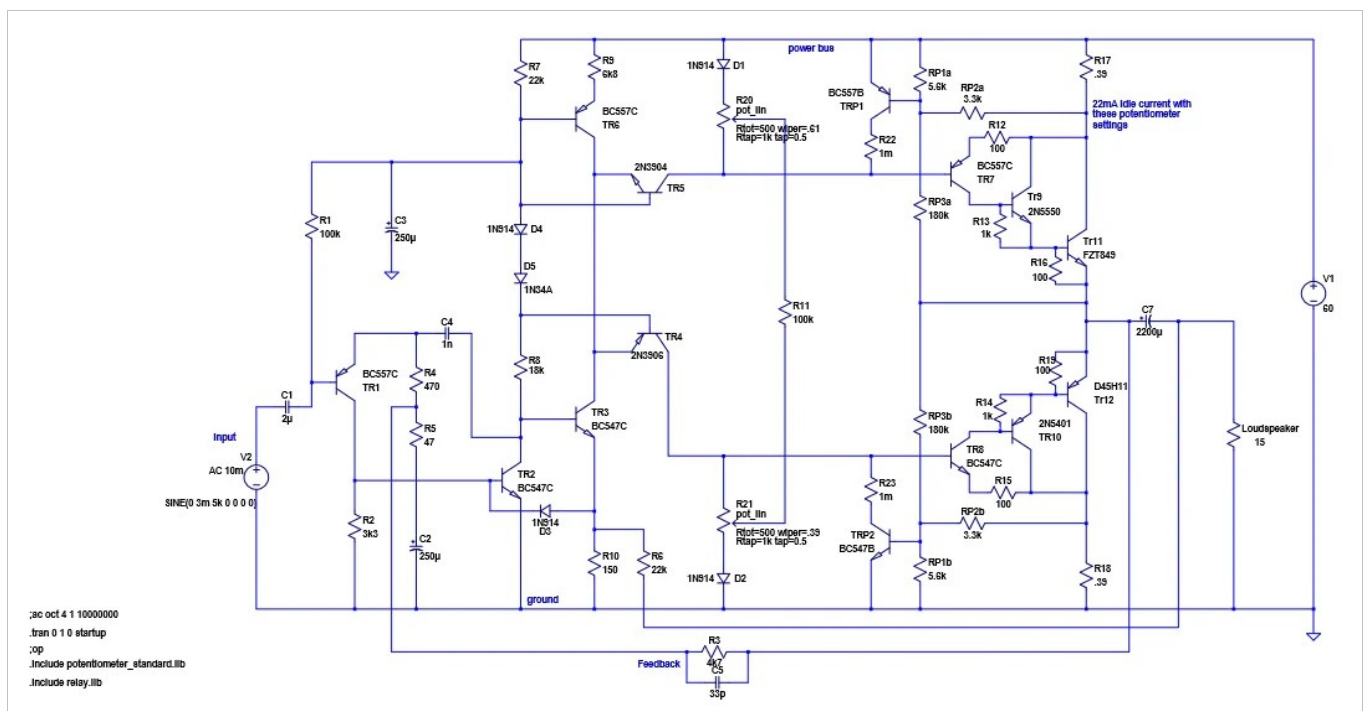 power bus
R7
22k
R9
6k8
1N914
D1
BC557B
TRP1
RP1a
5.6k
RP2a
3.3k
R17
.39
BC557C
TR6
R20
pot_lin
Rtot=500 wiper=.61
Rtap=1k tap=0.5
22mA Idle current with
these potentiometer
settings
R22
1m
R12
100
BC557C
TR7
2N3904
TR5
Tr9
2N5550
R1
100k
C3
250µ
1N914
D4
RP3a
180k
R13
1k
Tr11
FZT849
D5
1N34A
R16
100
V1
60
R11
100k
C4
1n
TR4
2N3906
C7
2200µ
BC557C
TR1
R4
470
R8
18k
R19
100
D45H11
Tr12
C1
2µ
R5
47
TR3
BC547C
RP3b
180k
R14
1k
2N5401
TR10
Loudspeaker
15
Input
V2
AC 10m
SINE(0 3m 5k 0 0 0 0)
TR2
BC547C
TR8
BC547C
R23
1m
R15
100
1N914
D3
R21
pot_lin
Rtot=500 wiper=.39
Rtap=1k tap=0.5
TRP2
BC547B
RP2b
3.3k
R2
3k3
C2
250µ
R10
150
R6
22k
1N914
D2
RP1b
5.6k
R18
.39
ground
;ac oct 4 1 10000000
.tran 0 1 0 startup
;op
.include potentiometer_standard.lib
.include relay.lib
Feedback
R3
4k7
C5
33p